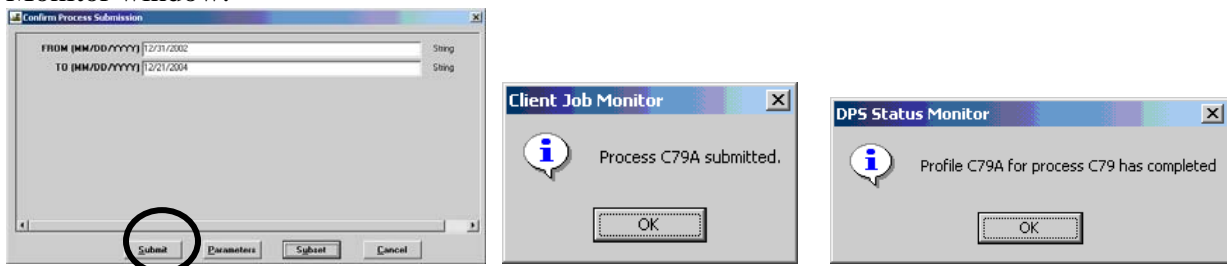 Monitor window.
Confirm Process Submission
FROM (MM/DD/YYYY) 12/31/2002 String
TO (MM/DD/YYYY) 12/21/2004 String
Submit Parameters Subset Cancel
Client Job Monitor
Process C79A submitted.
OK
DPS Status Monitor
Profile C79A for process C79 has completed
OK